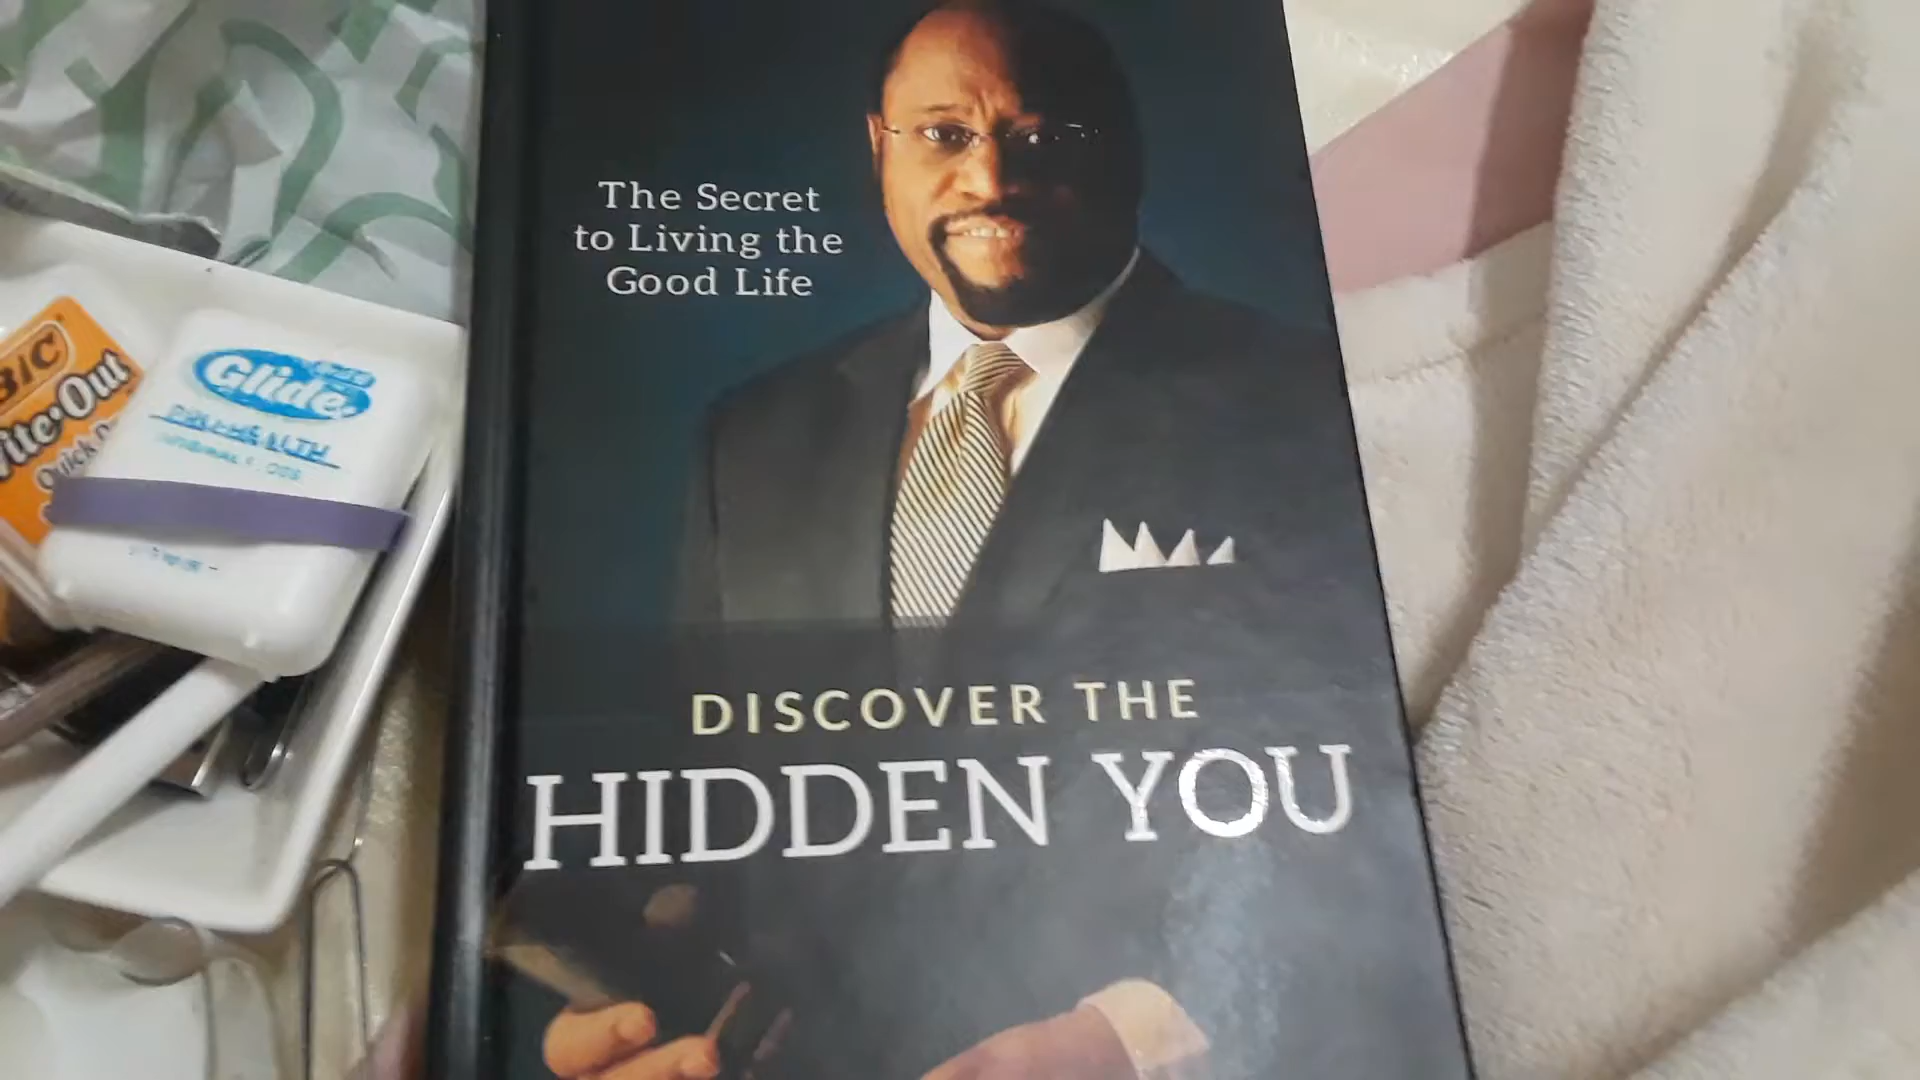 The Secret
to Living the
Good Life
DISCOVER THE
HIDDEN YOU
BIC
Wite·Out
Quick
Glide